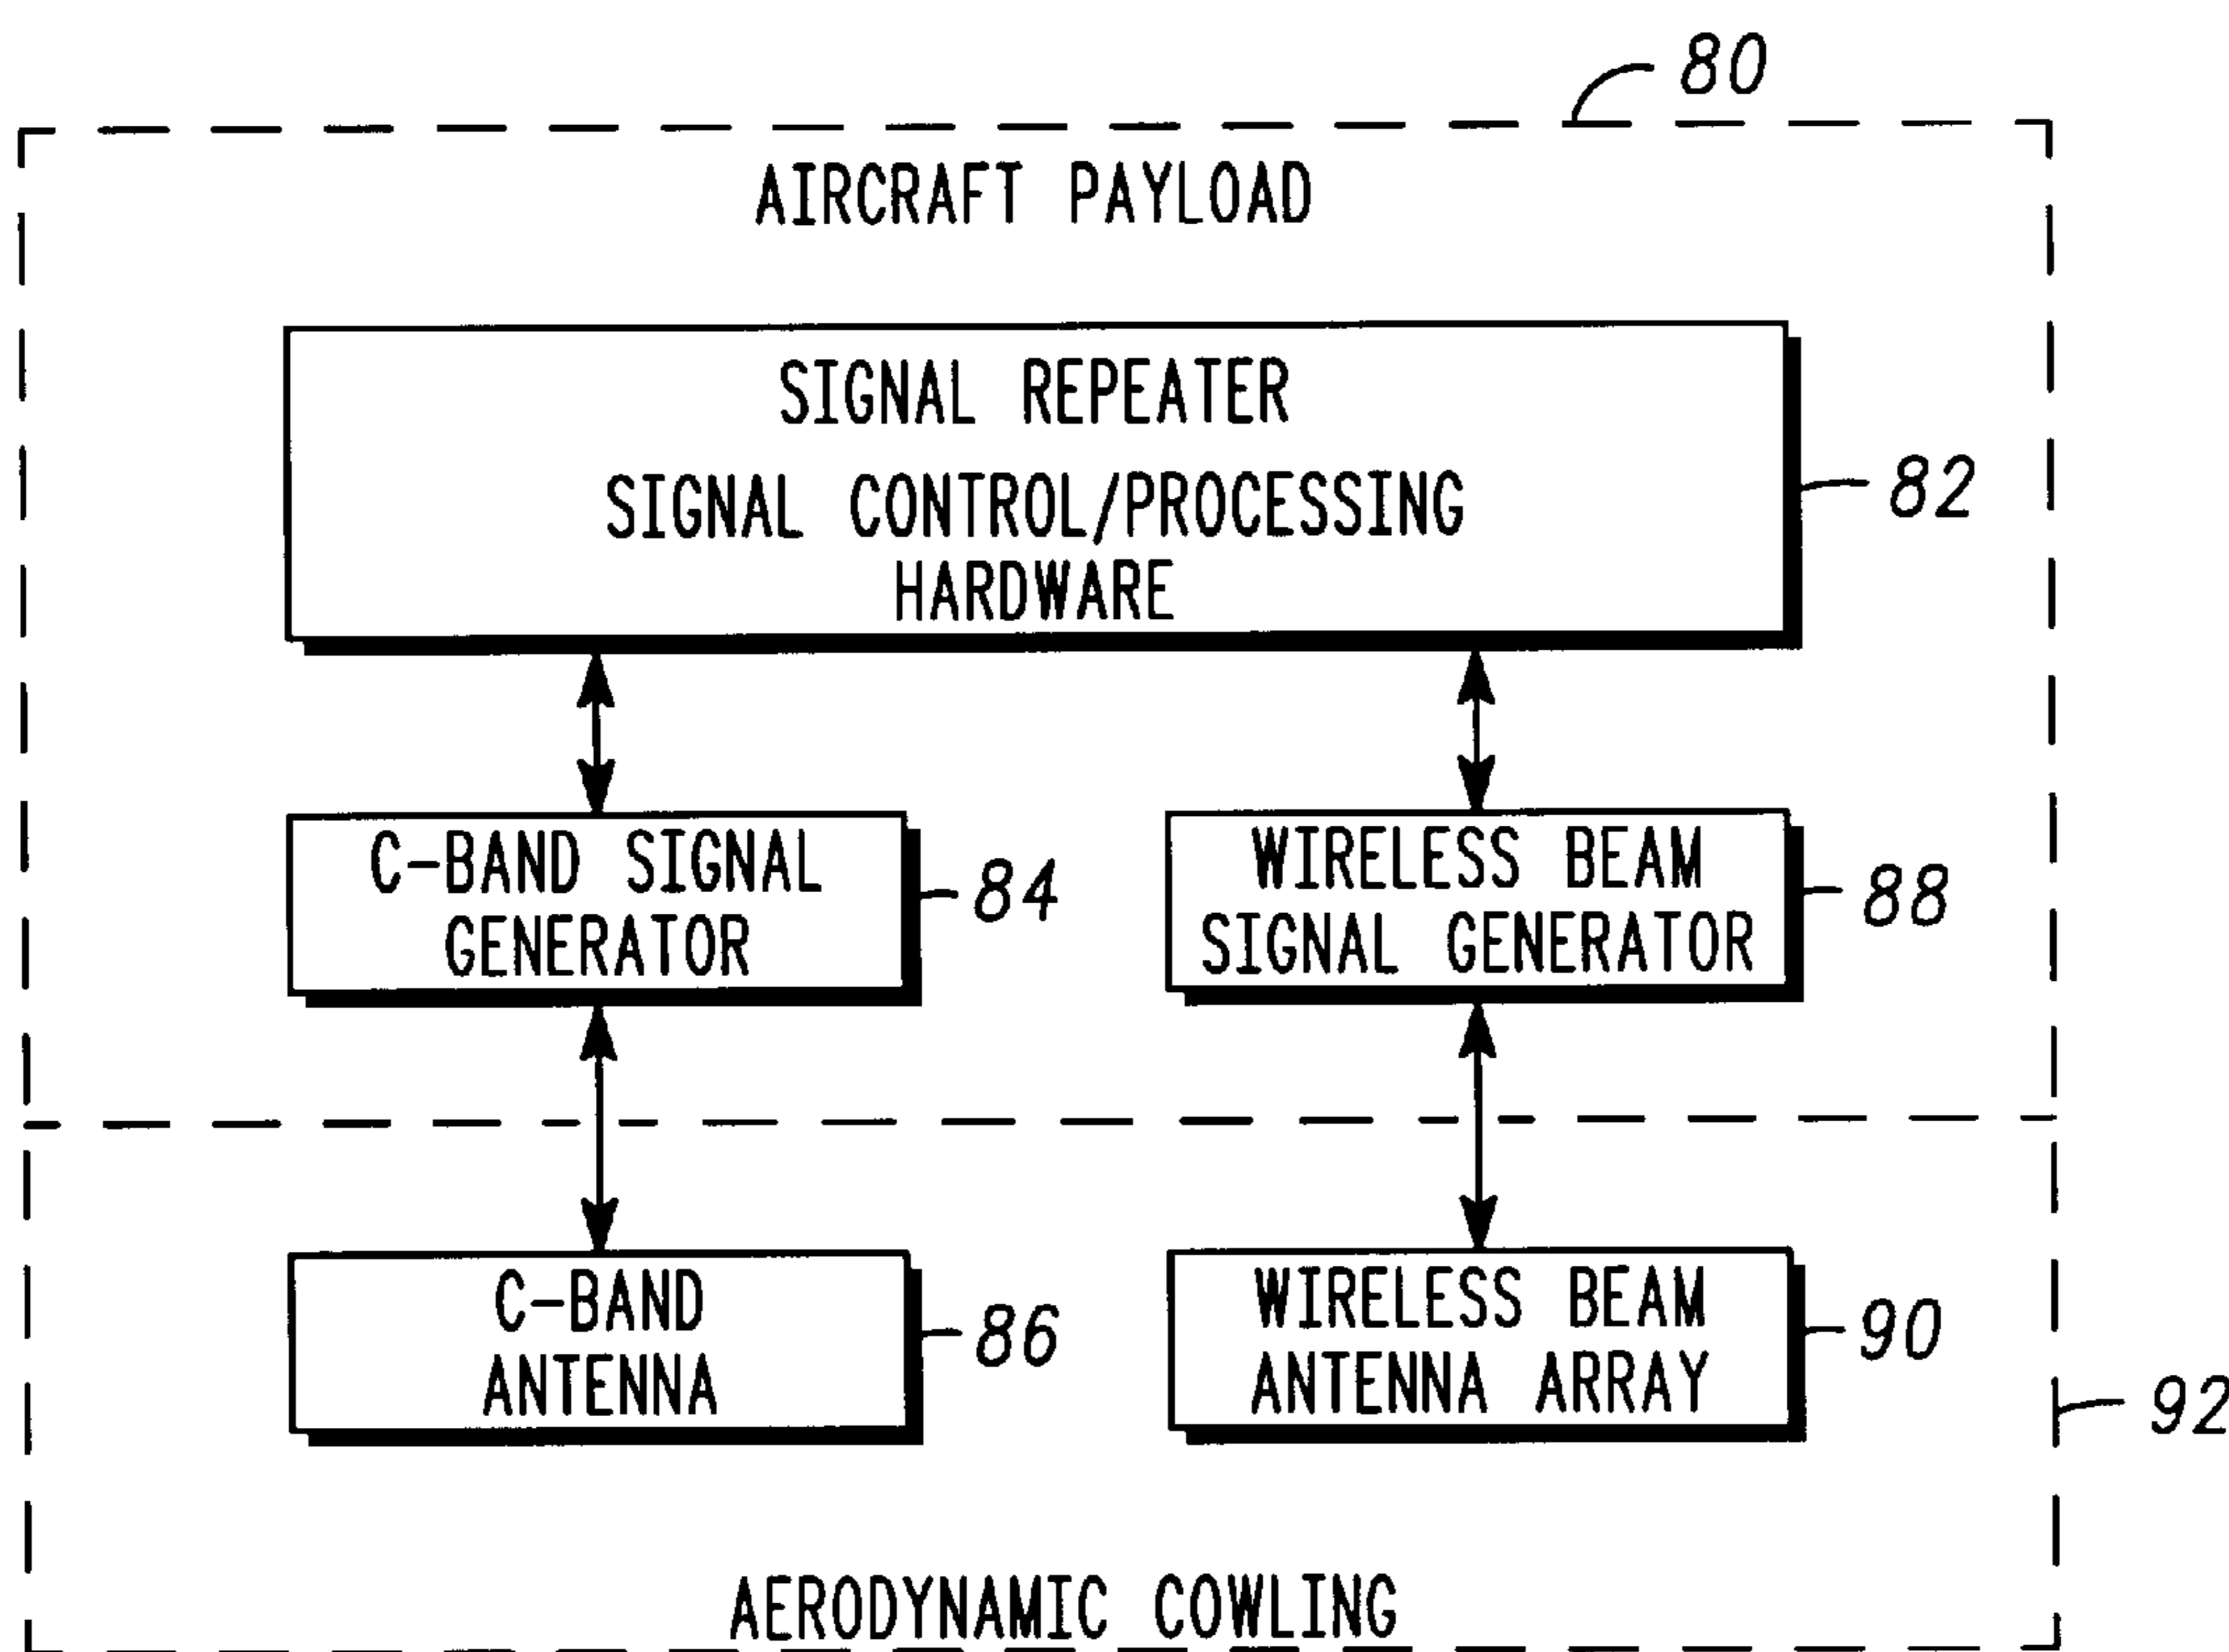 80
AIRCRAFT PAYLOAD
SIGNAL REPEATER
SIGNAL CONTROL/PROCESSING
HARDWARE
82
C-BAND SIGNAL
GENERATOR
84
WIRELESS BEAM
SIGNAL GENERATOR
88
C-BAND
ANTENNA
86
WIRELESS BEAM
ANTENNA ARRAY
90
92
AERODYNAMIC COWLING